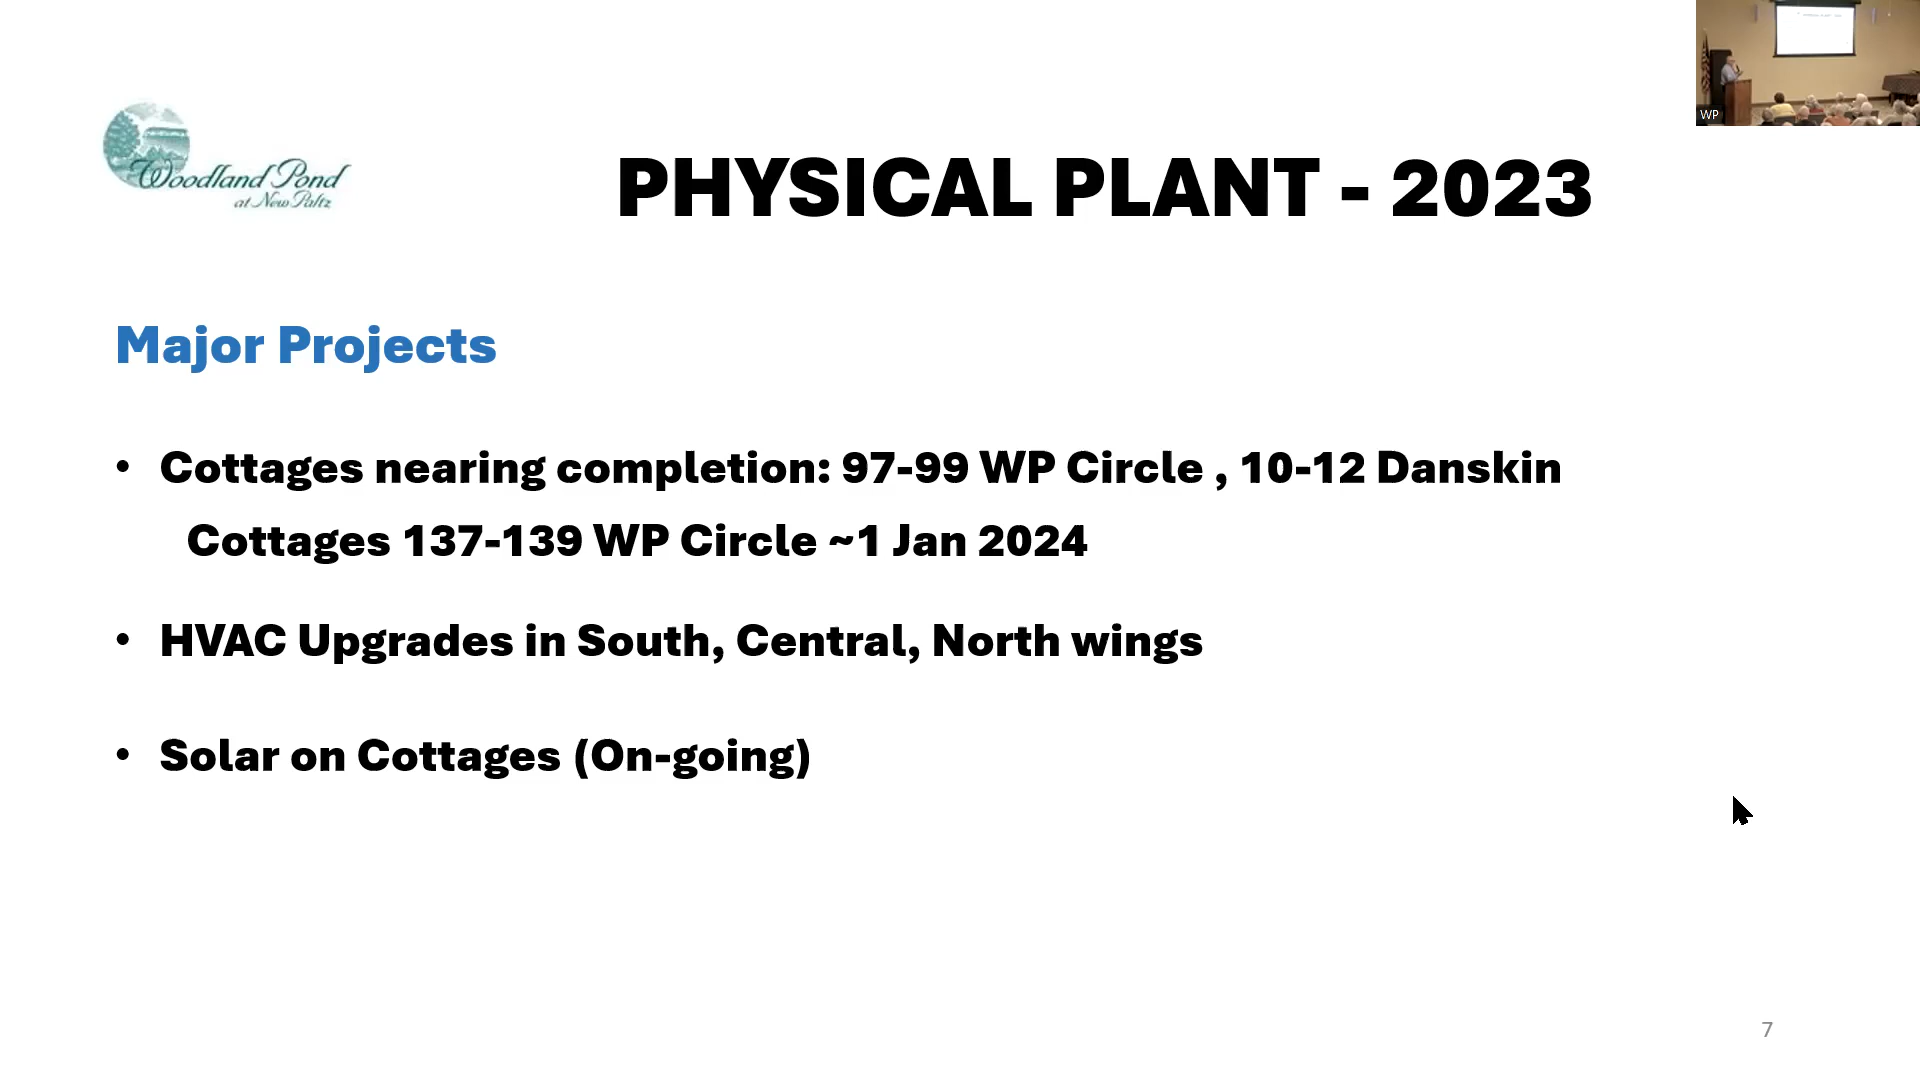 WP
Woodland Pond
at New Paltz
PHYSICAL PLANT - 2023
Major Projects
• Cottages nearing completion: 97-99 WP Circle , 10-12 Danskin
Cottages 137-139 WP Circle ~1 Jan 2024
• HVAC Upgrades in South, Central, North wings
• Solar on Cottages (On-going)
7